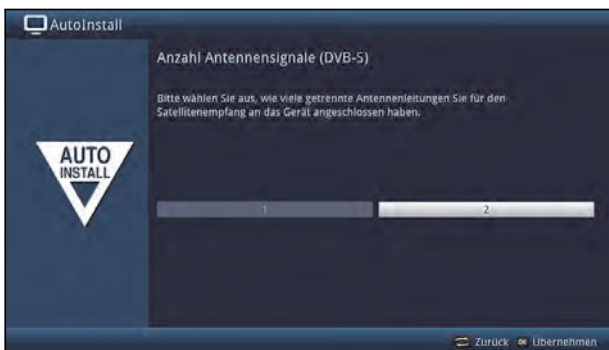 AutoInstall
Anzahl Antennensignale (DVB-S)
Bitte wählen Sie aus, wie viele getrennte Antennenleitungen Sie für den
Satellitenempfang an das Gerät angeschlossen haben.
AUTO
INSTALL
1
2
Zurück OK Übernehmen